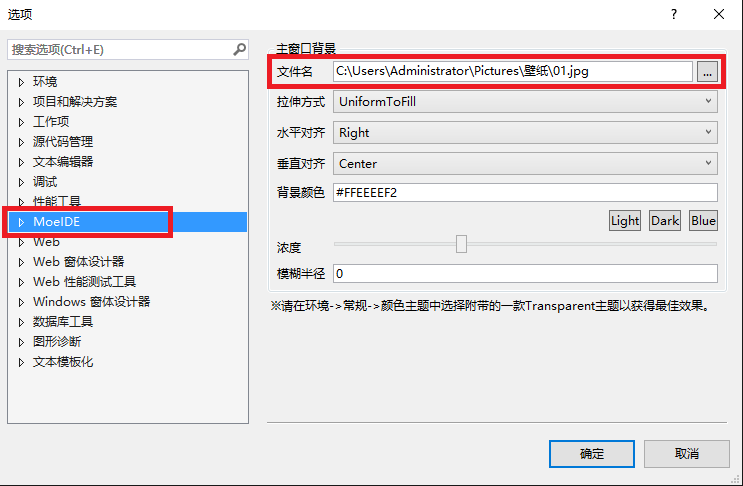 选项
?
搜索选项(Ctrl+E)
环境
项目和解决方案
工作项
源代码管理
文本编辑器
调试
性能工具
MoeIDE
Web
Web 窗体设计器
Web 性能测试工具
Windows 窗体设计器
数据库工具
图形诊断
文本模板化
主窗口背景
文件名 C:\Users\Administrator\Pictures\壁纸\01.jpg ...
拉伸方式 UniformToFill
水平对齐 Right
垂直对齐 Center
背景颜色 #FFEEEEF2
Light Dark Blue
浓度
模糊半径 0
※请在环境->常规->颜色主题中选择附带的一款Transparent主题以获得最佳效果。
确定 取消